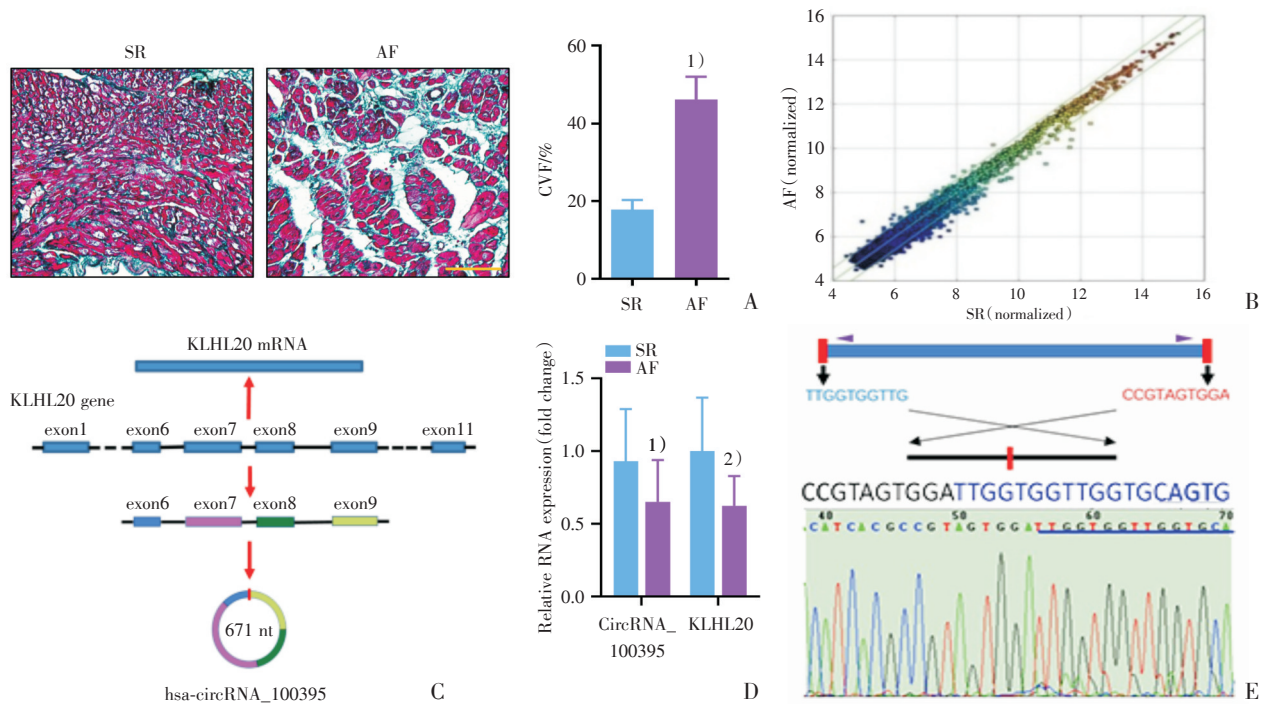 SR
AF
60
40
20
0
CVF/%
1)
SR
AF
A
16
14
12
10
8
6
4
AF(normalized)
4
6
8
10
12
14
16
SR(normalized)
B
KLHL20 mRNA
KLHL20 gene
exon1
exon6
exon7
exon8
exon9
exon11
exon6
exon7
exon8
exon9
671 nt
hsa-circRNA_100395
C
SR
AF
1.5
1.0
0.5
0.0
Relative RNA expression(fold change)
1)
2)
CircRNA_
100395
KLHL20
D
TTGGTGGTTG
CCGTAGTGGA
CCGTAGTGGATTGGTGGTTGGTGCAGTG
40
50
60
70
CATCACGCCGTAGTGGATTGGTGGTTGGTGCA
E